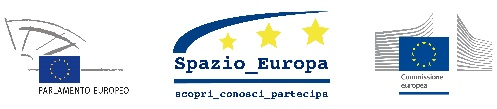 PARLAMENTO EUROPEO
Spazio_Europa
scopri_conosci_partecipa
Commissione
europea